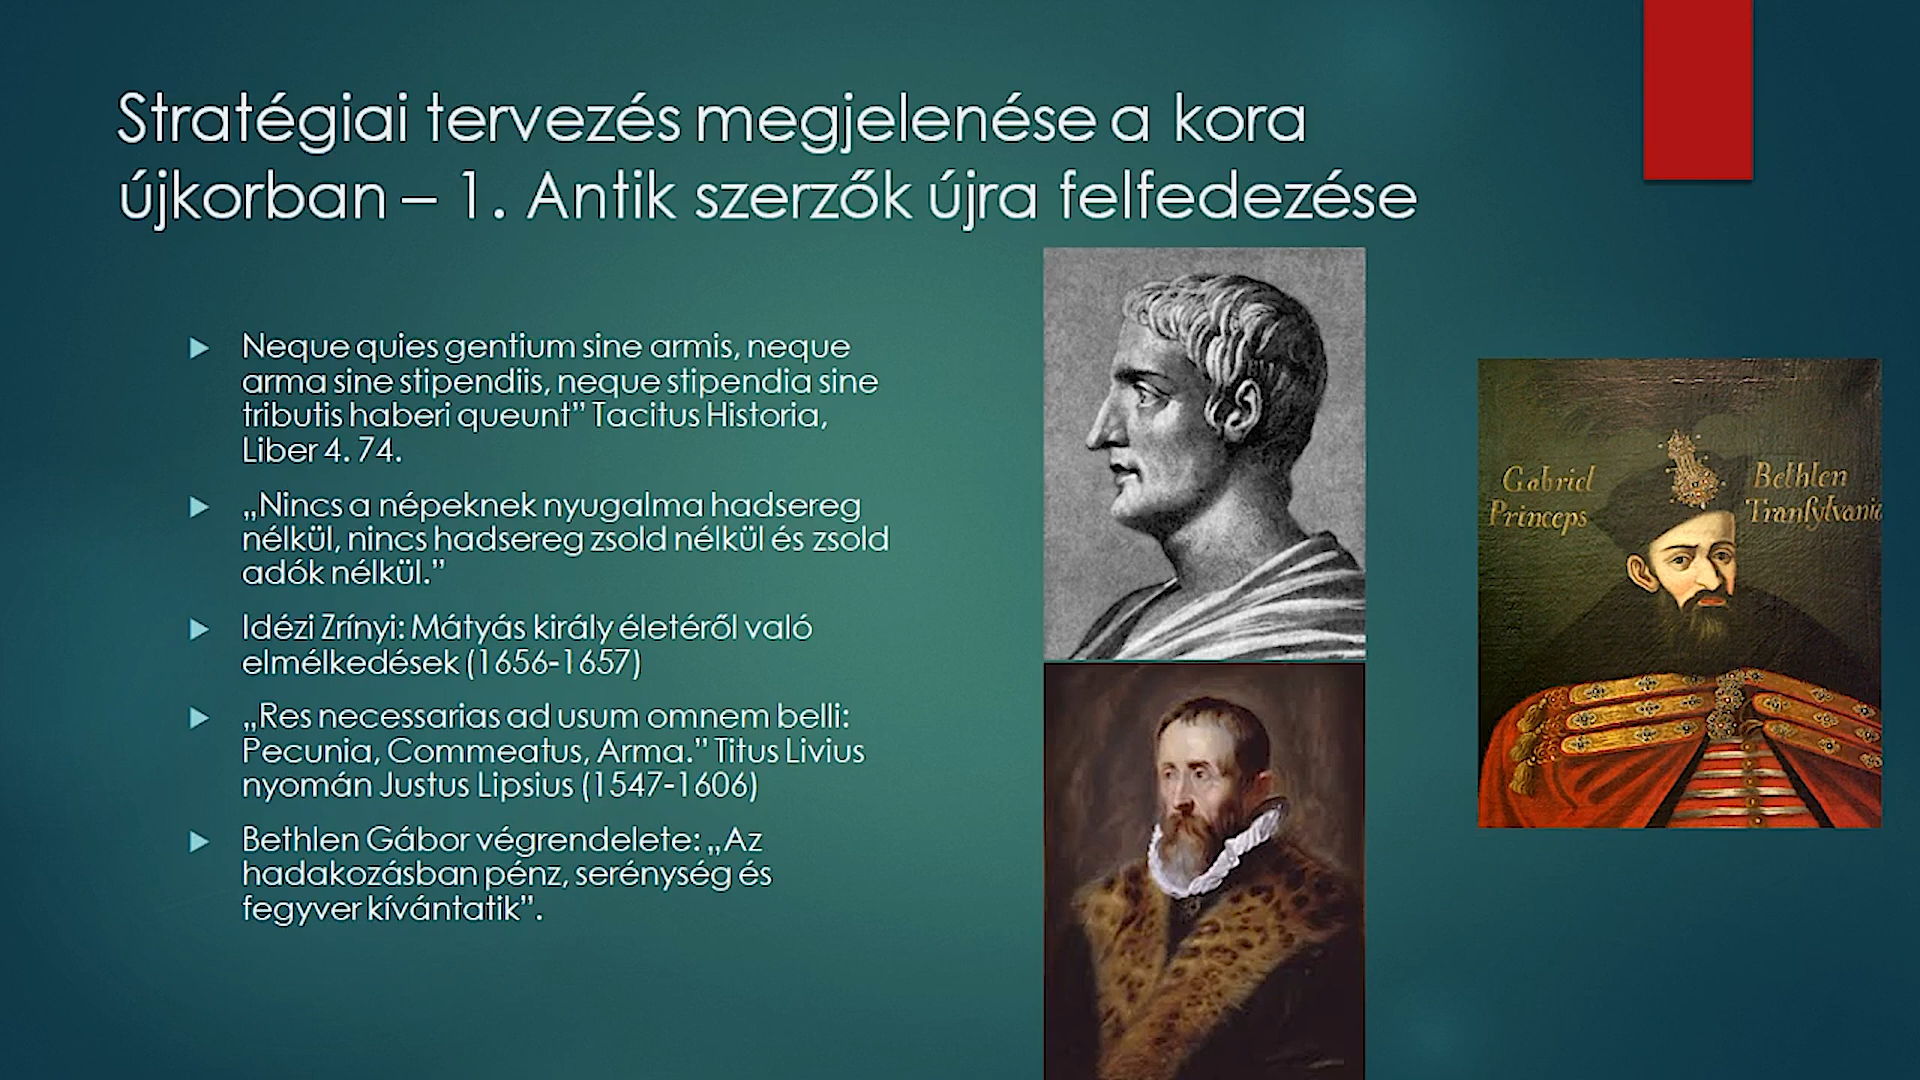 Stratégiai tervezés megjelenése a kora
újkorban – 1. Antik szerzők újra felfedezése
Neque quies gentium sine armis, neque
arma sine stipendiis, neque stipendia sine
tributis haberi queunt” Tacitus Historia,
Liber 4. 74.
„Nincs a népeknek nyugalma hadsereg
nélkül, nincs hadsereg zsold nélkül és zsold
adók nélkül.”
Idézi Zrínyi: Mátyás király életéről való
elmélkedések (1656-1657)
„Res necessarias ad usum omnem belli:
Pecunia, Commeatus, Arma.” Titus Livius
nyomán Justus Lipsius (1547-1606)
Bethlen Gábor végrendelete: „Az
hadakozásban pénz, serénység és
fegyver kívántatik”.
Gabriel Bethlen
Princeps Tranſylvaniæ